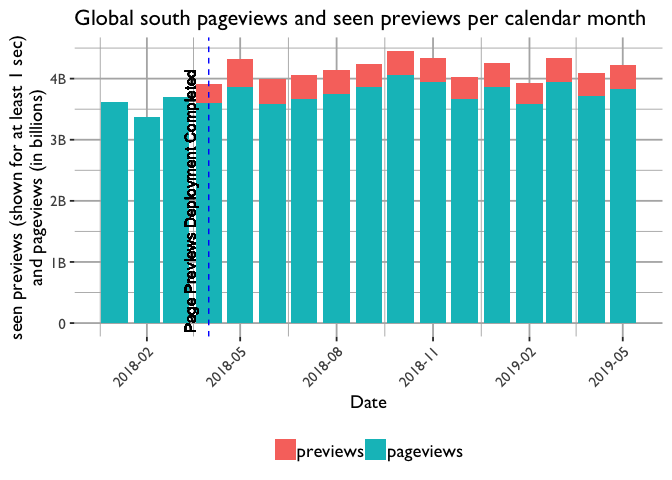 Global south pageviews and seen previews per calendar month
seen previews (shown for at least 1 sec)
and pageviews (in billions)
4B
3B
2B
1B
0
Page Previews Deployment Completed
2018-02
2018-05
2018-08
2018-11
2019-02
2019-05
Date
previews
pageviews